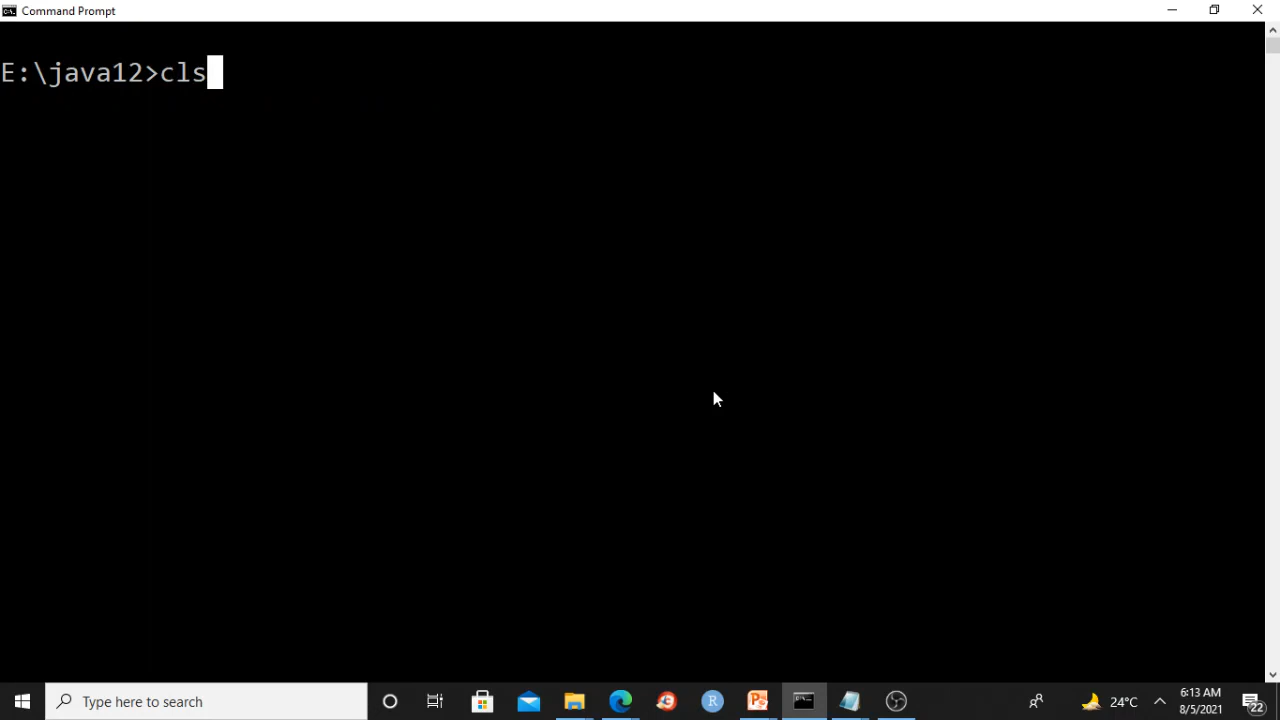 Command Prompt
E:\java12>cls
Type here to search
R
24°C
6:13 AM
8/5/2021
22